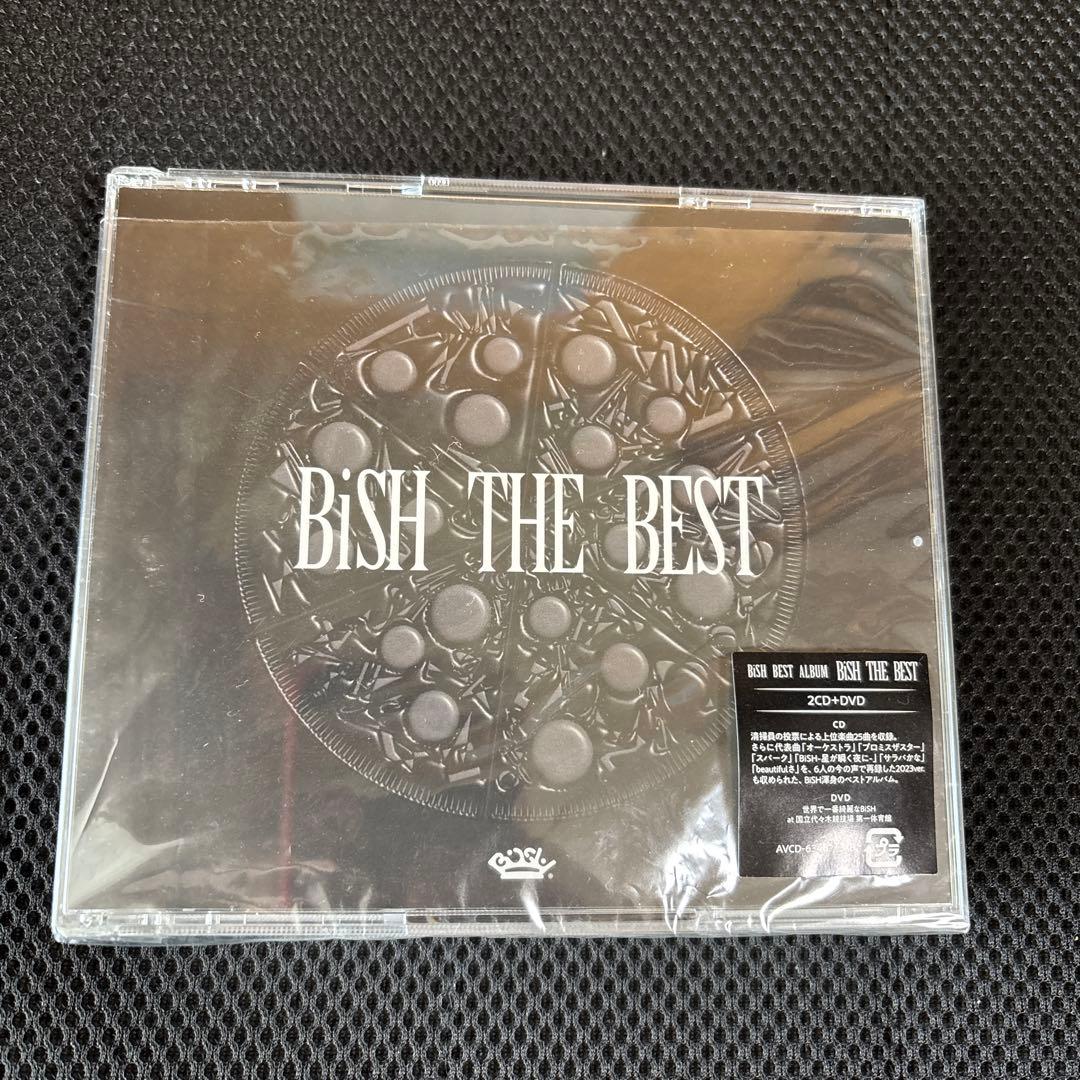 BiSH THE BEST
BiSH BEST ALBUM BiSH THE BEST
2CD+DVD
CD
清掃員の投票による上位楽曲25曲を収録。
さらに代表曲「オーケストラ」「プロミスザスター」
「スパーク」「BiSH-星が瞬く夜に-」「サラバかな」
「beautifulさ」を、6人の今の声で再録した2023ver.
も収められた、BiSH渾身のベストアルバム。
DVD
世界で一番綺麗なBiSH
at 国立代々木競技場 第一体育館
プラ